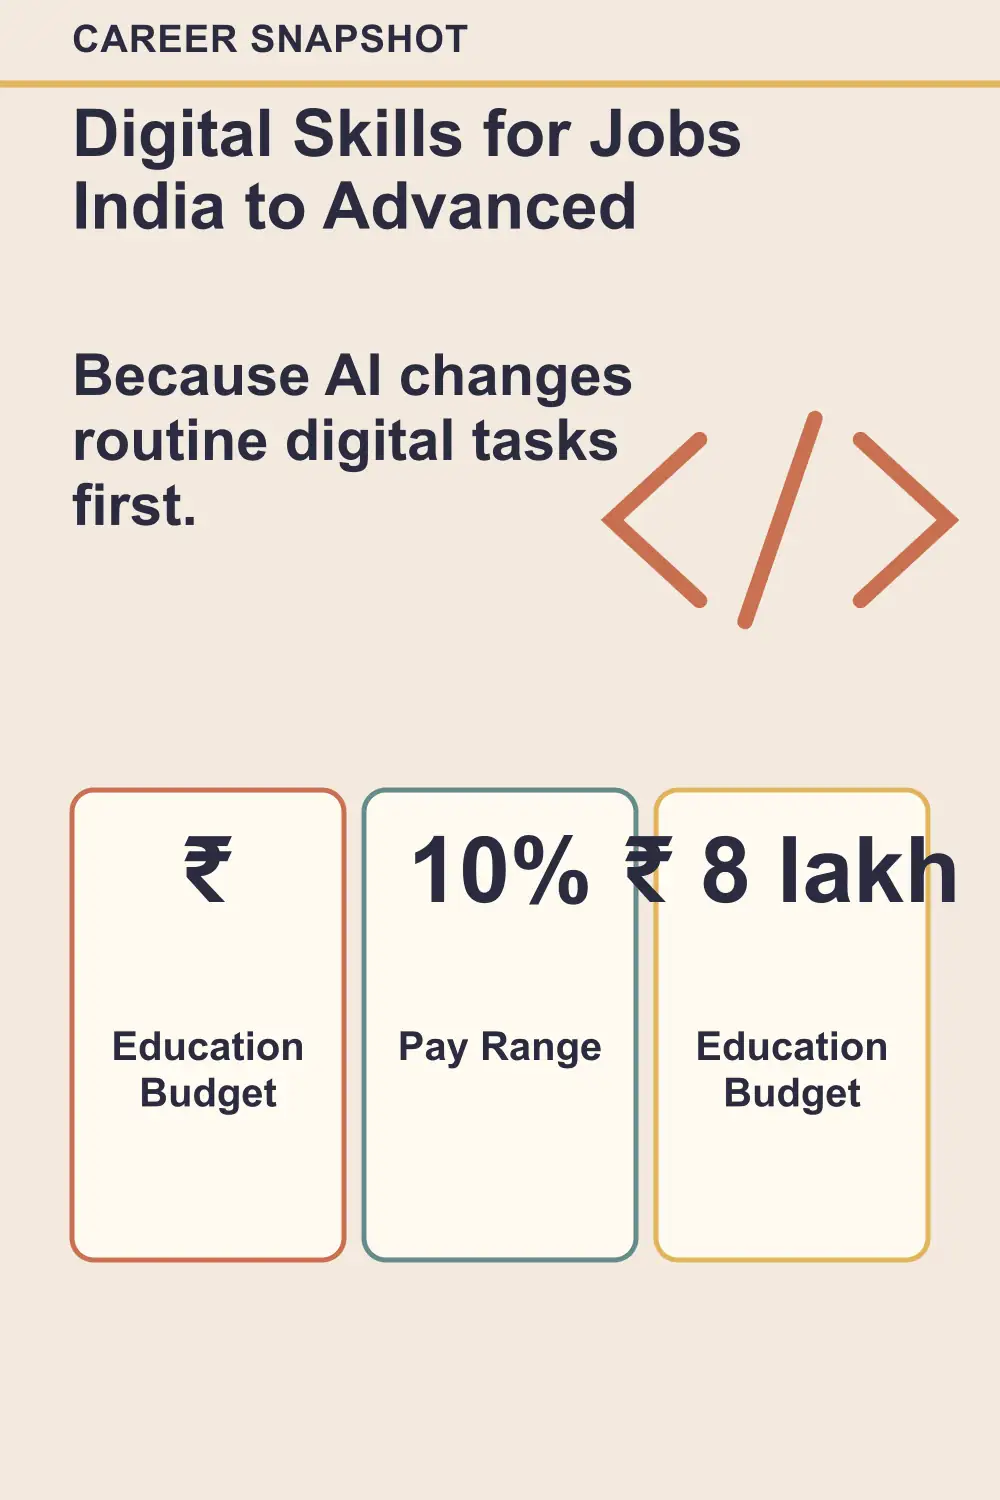 CAREER SNAPSHOT
Digital Skills for Jobs
India to Advanced
Because AI changes
routine digital tasks
first.
₹
Education
Budget
10%
Pay Range
₹ 8 lakh
Education
Budget